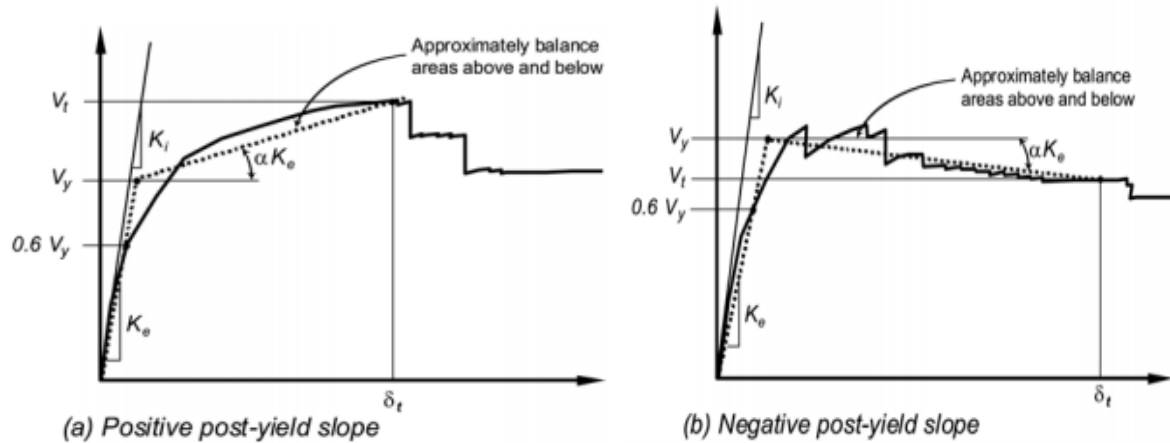 Approximately balance
areas above and below
V_t
K_i
αK_e
V_y
0.6 V_y
K_e
δ_t
(a) Positive post-yield slope
K_i
Approximately balance
areas above and below
V_y
αK_e
V_t
0.6 V_y
K_e
δ_t
(b) Negative post-yield slope